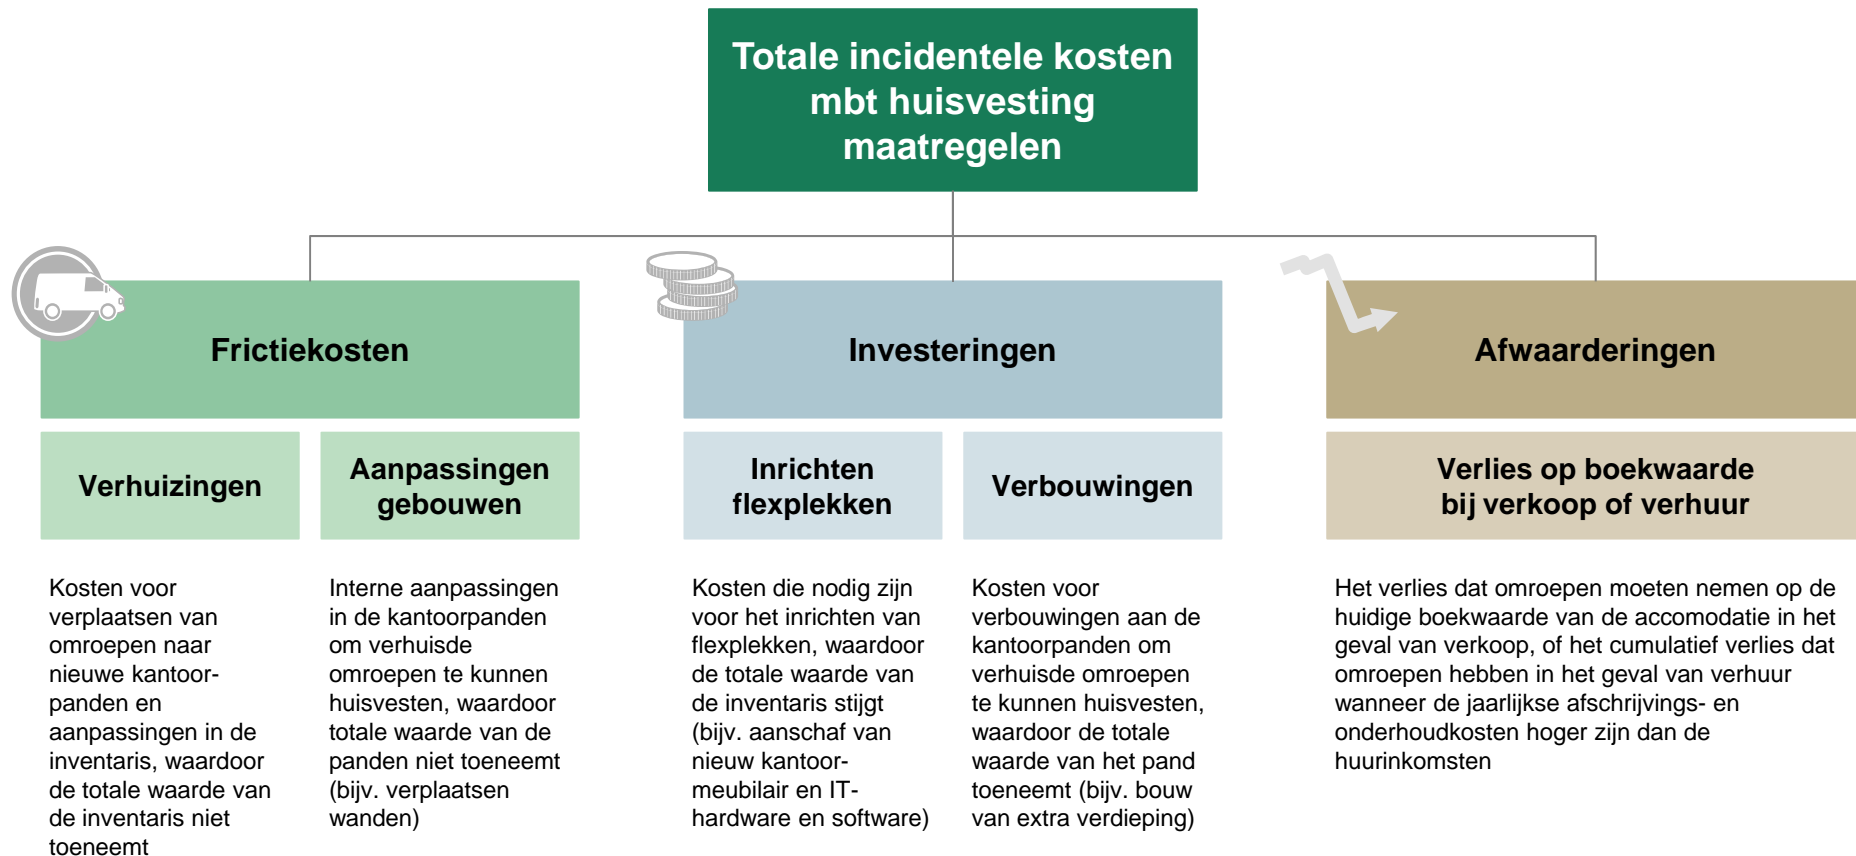 Totale incidentele kosten
mbt huisvesting
maatregelen
Frictiekosten
Investeringen
Afwaarderingen
Verhuizingen
Aanpassingen
gebouwen
Inrichten
flexplekken
Verbouwingen
Verlies op boekwaarde
bij verkoop of verhuur
Kosten voor
verplaatsen van
omroepen naar
nieuwe kantoor-
panden en
aanpassingen in de
inventaris, waardoor
de totale waarde van
de inventaris niet
toeneemt
Interne aanpassingen
in de kantoorpanden
om verhuisde
omroepen te kunnen
huisvesten, waardoor
totale waarde van de
panden niet toeneemt
(bijv. verplaatsen
wanden)
Kosten die nodig zijn
voor het inrichten van
flexplekken, waardoor
de totale waarde van
de inventaris stijgt
(bijv. aanschaf van
nieuw kantoor-
meubilair en IT-
hardware en software)
Kosten voor
verbouwingen aan de
kantoorpanden om
verhuisde omroepen
te kunnen huisvesten,
waardoor de totale
waarde van het pand
toeneemt (bijv. bouw
van extra verdieping)
Het verlies dat omroepen moeten nemen op de
huidige boekwaarde van de accomodatie in het
geval van verkoop, of het cumulatief verlies dat
omroepen hebben in het geval van verhuur
wanneer de jaarlijkse afschrijvings- en
onderhoudkosten hoger zijn dan de
huurinkomsten